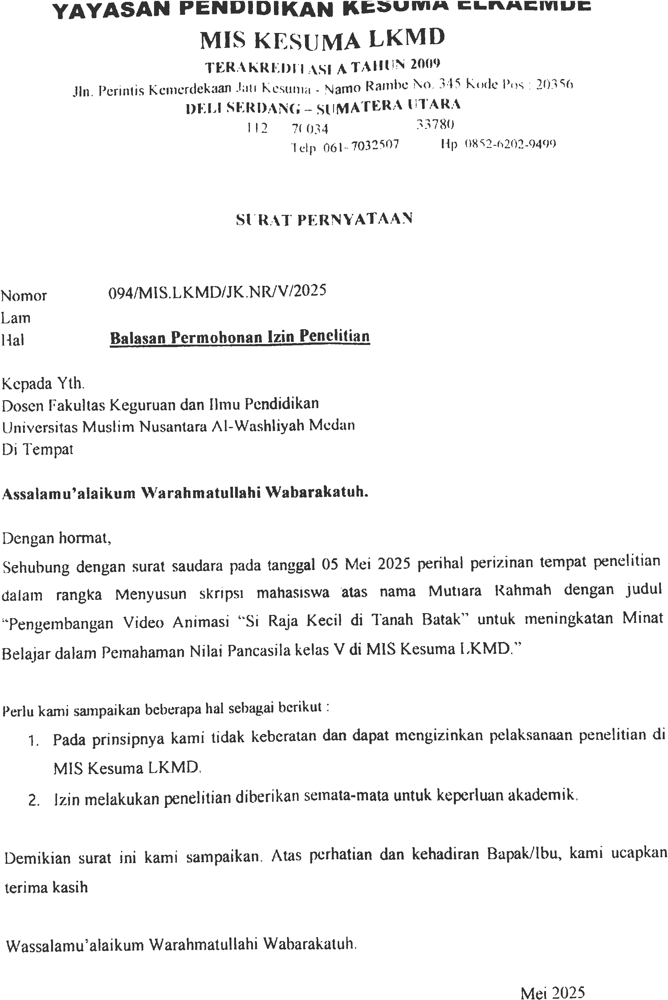 YAYASAN PENDIDIKAN KESUMA ELKAEMDE
MIS KESUMA LKMD
TERAKREDITASI A TAHUN 2009
Jln. Perintis Kemerdekaan Jati Kesuma - Namo Rambe No. 345 Kode Pos : 20356
DELI SERDANG – SUMATERA UTARA
112 034 33780
Telp 061-7032507 Hp 0852-6202-9499
SURAT PERNYATAAN
Nomor 094/MIS.LKMD/JK.NR/V/2025
Lam
Hal Balasan Permohonan Izin Penelitian
Kepada Yth.
Dosen Fakultas Keguruan dan Ilmu Pendidikan
Universitas Muslim Nusantara Al-Washliyah Medan
Di Tempat
Assalamu'alaikum Warahmatullahi Wabarakatuh.
Dengan hormat,
Sehubung dengan surat saudara pada tanggal 05 Mei 2025 perihal perizinan tempat penelitian
dalam rangka Menyusun skripsi mahasiswa atas nama Mutiara Rahmah dengan judul
“Pengembangan Video Animasi “Si Raja Kecil di Tanah Batak” untuk meningkatan Minat
Belajar dalam Pemahaman Nilai Pancasila kelas V di MIS Kesuma LKMD.”
Perlu kami sampaikan beberapa hal sebagai berikut :
1. Pada prinsipnya kami tidak keberatan dan dapat mengizinkan pelaksanaan penelitian di
MIS Kesuma LKMD.
2. Izin melakukan penelitian diberikan semata-mata untuk keperluan akademik.
Demikian surat ini kami sampaikan. Atas perhatian dan kehadiran Bapak/Ibu, kami ucapkan
terima kasih
Wassalamu'alaikum Warahmatullahi Wabarakatuh.
Mei 2025